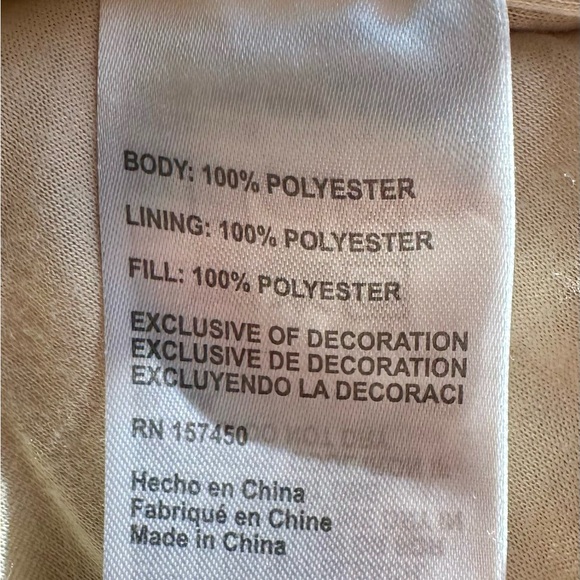 BODY: 100% POLYESTER
LINING: 100% POLYESTER
FILL: 100% POLYESTER
EXCLUSIVE OF DECORATION
EXCLUSIVE DE DECORATION
EXCLUYENDO LA DECORACI
RN 157450
Hecho en China
Fabriqué en Chine
Made in China